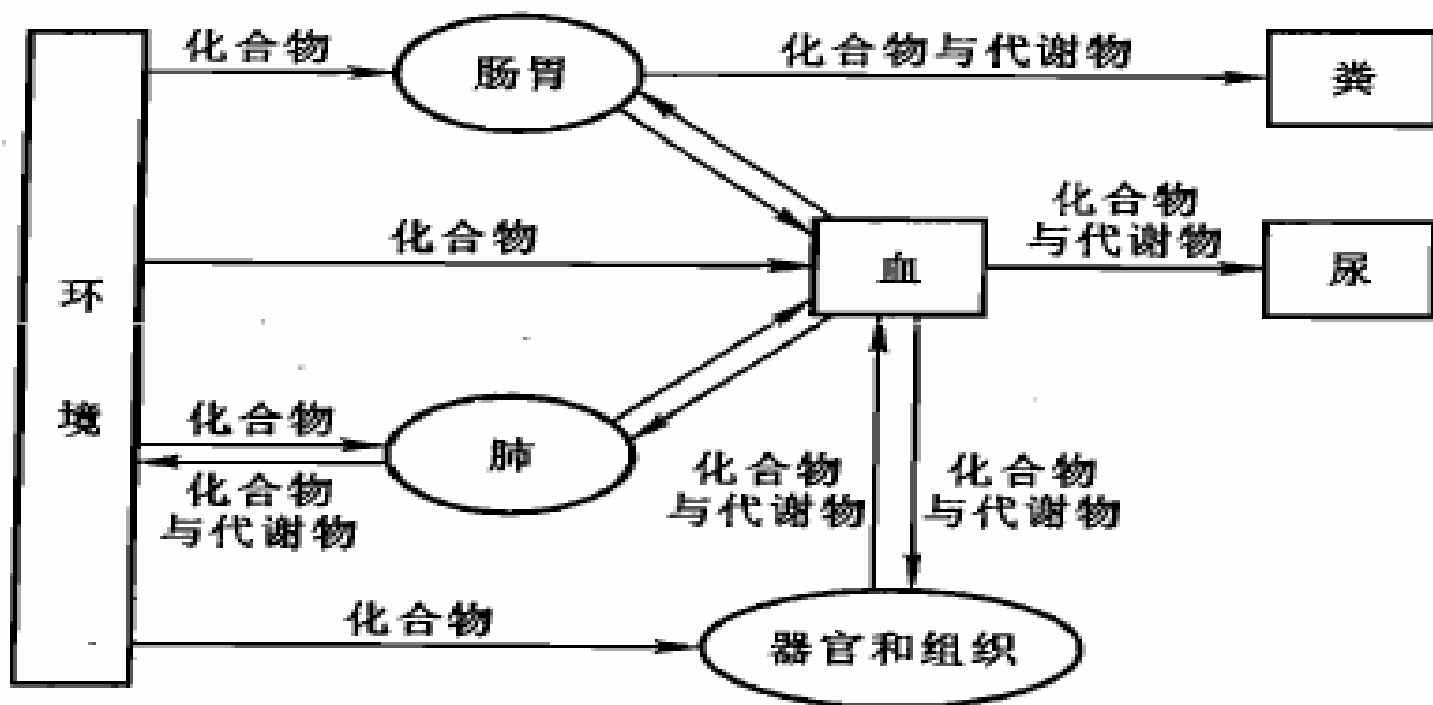 化合物
肠胃
化合物与代谢物
粪
化合物
血
化合物
与代谢物
尿
环
境
化合物
化合物
与代谢物
肺
化合物
与代谢物
化合物
与代谢物
化合物
器官和组织